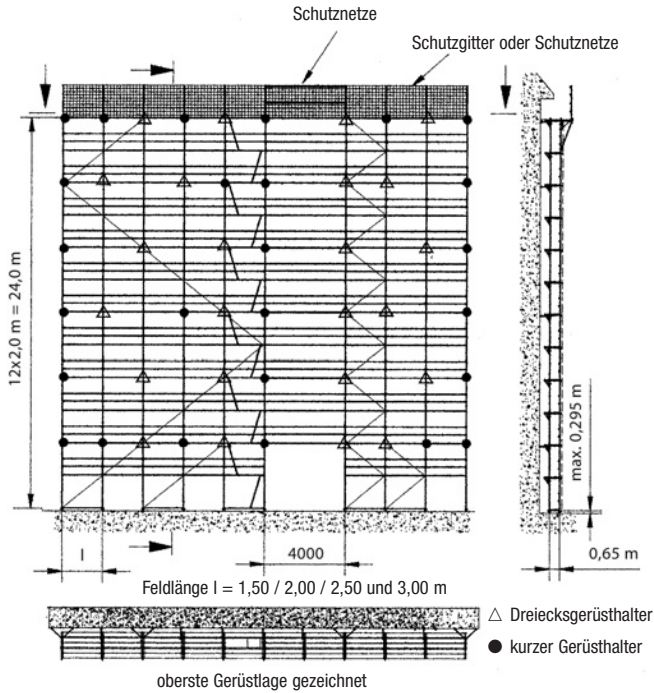 Schutznetze
Schutzgitter oder Schutznetze
12x2,0 m = 24,0 m
max. 0,295 m
0,65 m
l
4000
Feldlänge l = 1,50 / 2,00 / 2,50 und 3,00 m
△ Dreiecksgerüsthalter
● kurzer Gerüsthalter
oberste Gerüstlage gezeichnet